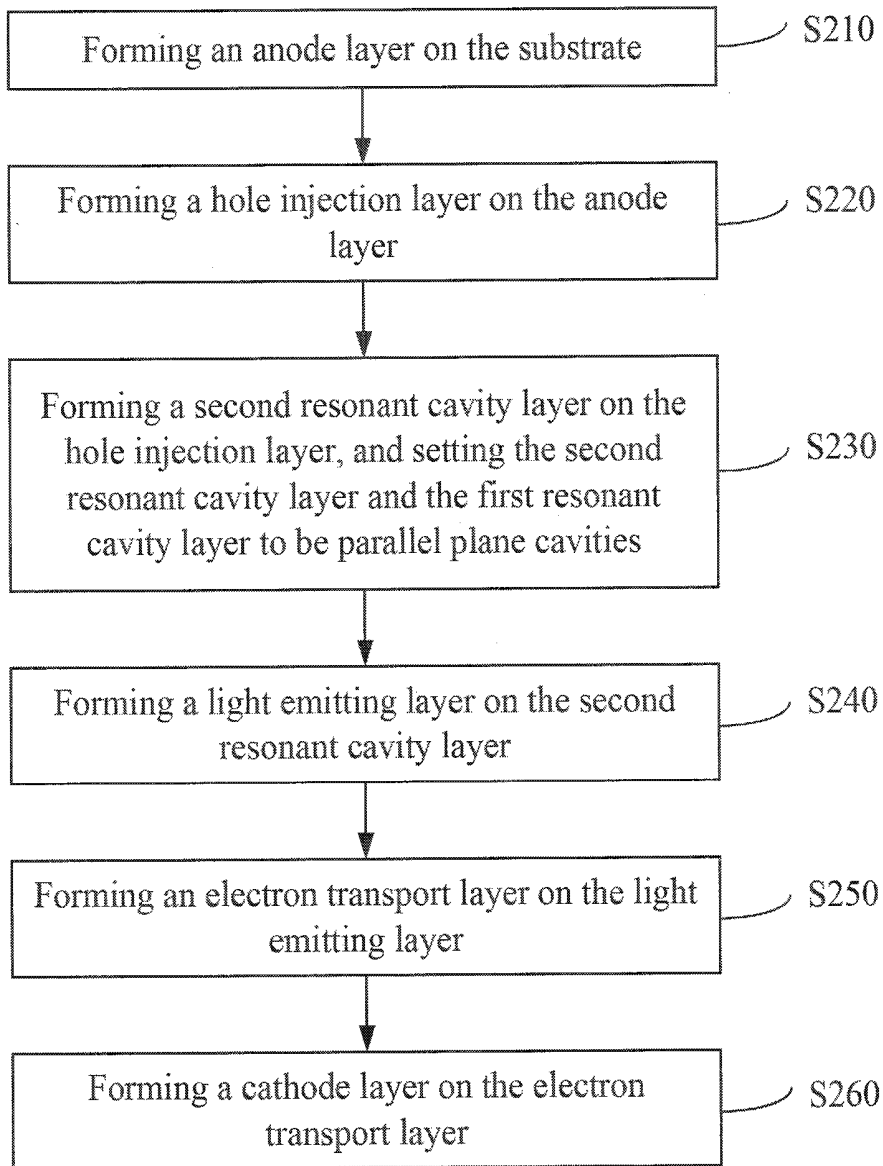 Forming an anode layer on the substrate
S210
Forming a hole injection layer on the anode
layer
S220
Forming a second resonant cavity layer on the
hole injection layer, and setting the second
resonant cavity layer and the first resonant
cavity layer to be parallel plane cavities
S230
Forming a light emitting layer on the second
resonant cavity layer
S240
Forming an electron transport layer on the light
emitting layer
S250
Forming a cathode layer on the electron
transport layer
S260